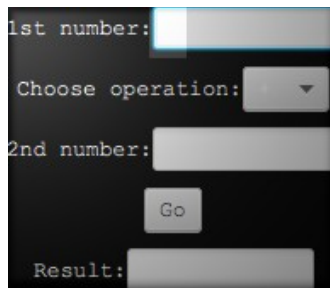 1st number:
Choose operation:
2nd number:
Go
Result: